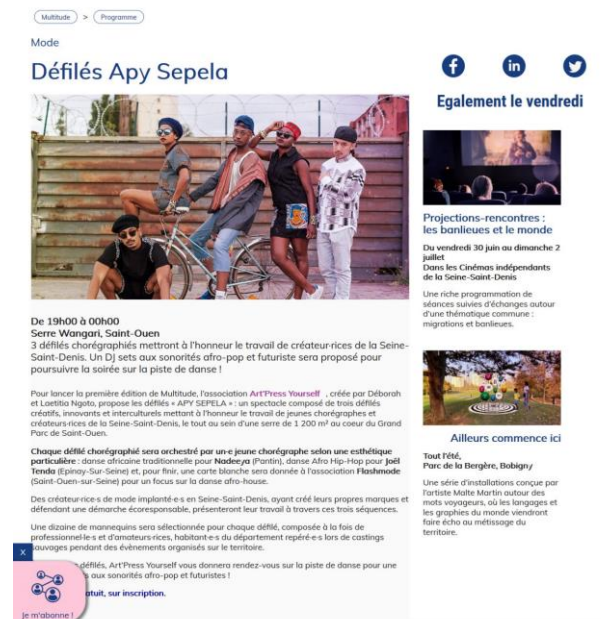 Multitude > Programme
Mode
Défilés Apy Sepela
De 19h00 à 00h00
Serre Wangari, Saint-Ouen
3 défilés chorégraphiés mettront à l'honneur le travail de créateur·rices de la Seine-
Saint-Denis. Un DJ sets aux sonorités afro-pop et futuriste sera proposé pour
poursuivre la soirée sur la piste de danse !
Pour lancer la première édition de Multitude, l'association Art'Press Yourself , créée par Déborah
et Laetitia Ngoto, propose les défilés « APY SEPELA » : un spectacle composé de trois défilés
créatifs, innovants et interculturels mettant à l'honneur le travail de jeunes chorégraphes et
créateurs·rices de la Seine-Saint-Denis, le tout au sein d'une serre de 1 200 m² au coeur du Grand
Parc de Saint-Ouen.
Chaque défilé chorégraphié sera orchestré par un·e jeune chorégraphe selon une esthétique
particulière : danse africaine traditionnelle pour Nadeeya (Pantin), danse Afro Hip-Hop pour Joël
Tenda (Epinay-Sur-Seine) et, pour finir, une carte blanche sera donnée à l'association Flashmode
(Saint-Ouen-sur-Seine) pour un focus sur la danse afro-house.
Des créateur·rice·s de mode implanté·e·s en Seine-Saint-Denis, ayant créé leurs propres marques et
défendant une démarche écoresponsable, présenteront leur travail à travers ces trois séquences.
Une dizaine de mannequins sera sélectionnée pour chaque défilé, composée à la fois de
professionnel·le·s et d'amateurs·rices, habitant·e·s du département repéré·e·s lors de castings
sauvages pendant des évènements organisés sur le territoire.
défilés, Art'Press Yourself vous donnera rendez-vous sur la piste de danse pour une
aux sonorités afro-pop et futuristes !
, sur inscription.
X
Je m'abonne !
f in
Egalement le vendredi
Projections-rencontres :
les banlieues et le monde
Du vendredi 30 juin au dimanche 2
juillet
Dans les Cinémas indépendants
de la Seine-Saint-Denis
Une riche programmation de
séances suivies d'échanges autour
d'une thématique commune :
migrations et banlieues.
Ailleurs commence ici
Tout l'été,
Parc de la Bergère, Bobigny
Une série d'installations conçue par
l'artiste Malte Martin autour des
mots voyageurs, où les langages et
les graphies du monde viendront
faire écho au métissage du
territoire.